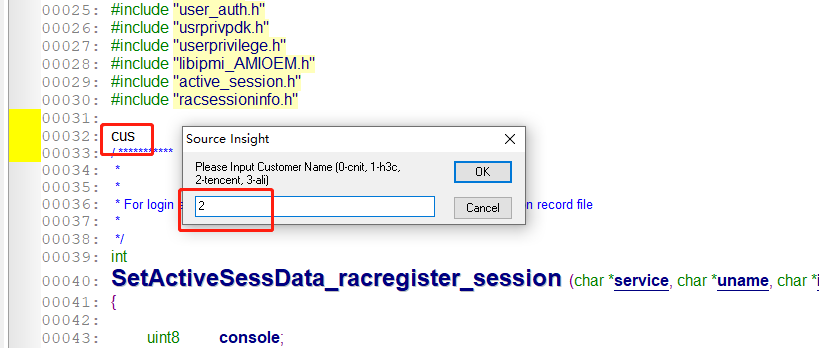 00025: #include "user_auth.h"
00026: #include "usrprivpdk.h"
00027: #include "userprivilege.h"
00028: #include "libipmi_AMIOEM.h"
00029: #include "active_session.h"
00030: #include "racsessioninfo.h"
00031:
00032: cus
00033: / ***********
00034: *
00035: *
00036: * For login n record file
00037: *
00038: */
00039: int
00040: SetActiveSessData_racregister_session (char *service, char *uname, char *i
00041: {
00042:
00043: uint8 console;
Source Insight
Please Input Customer Name (0-cnit, 1-h3c,
2-tencent, 3-ali)
OK
2
Cancel